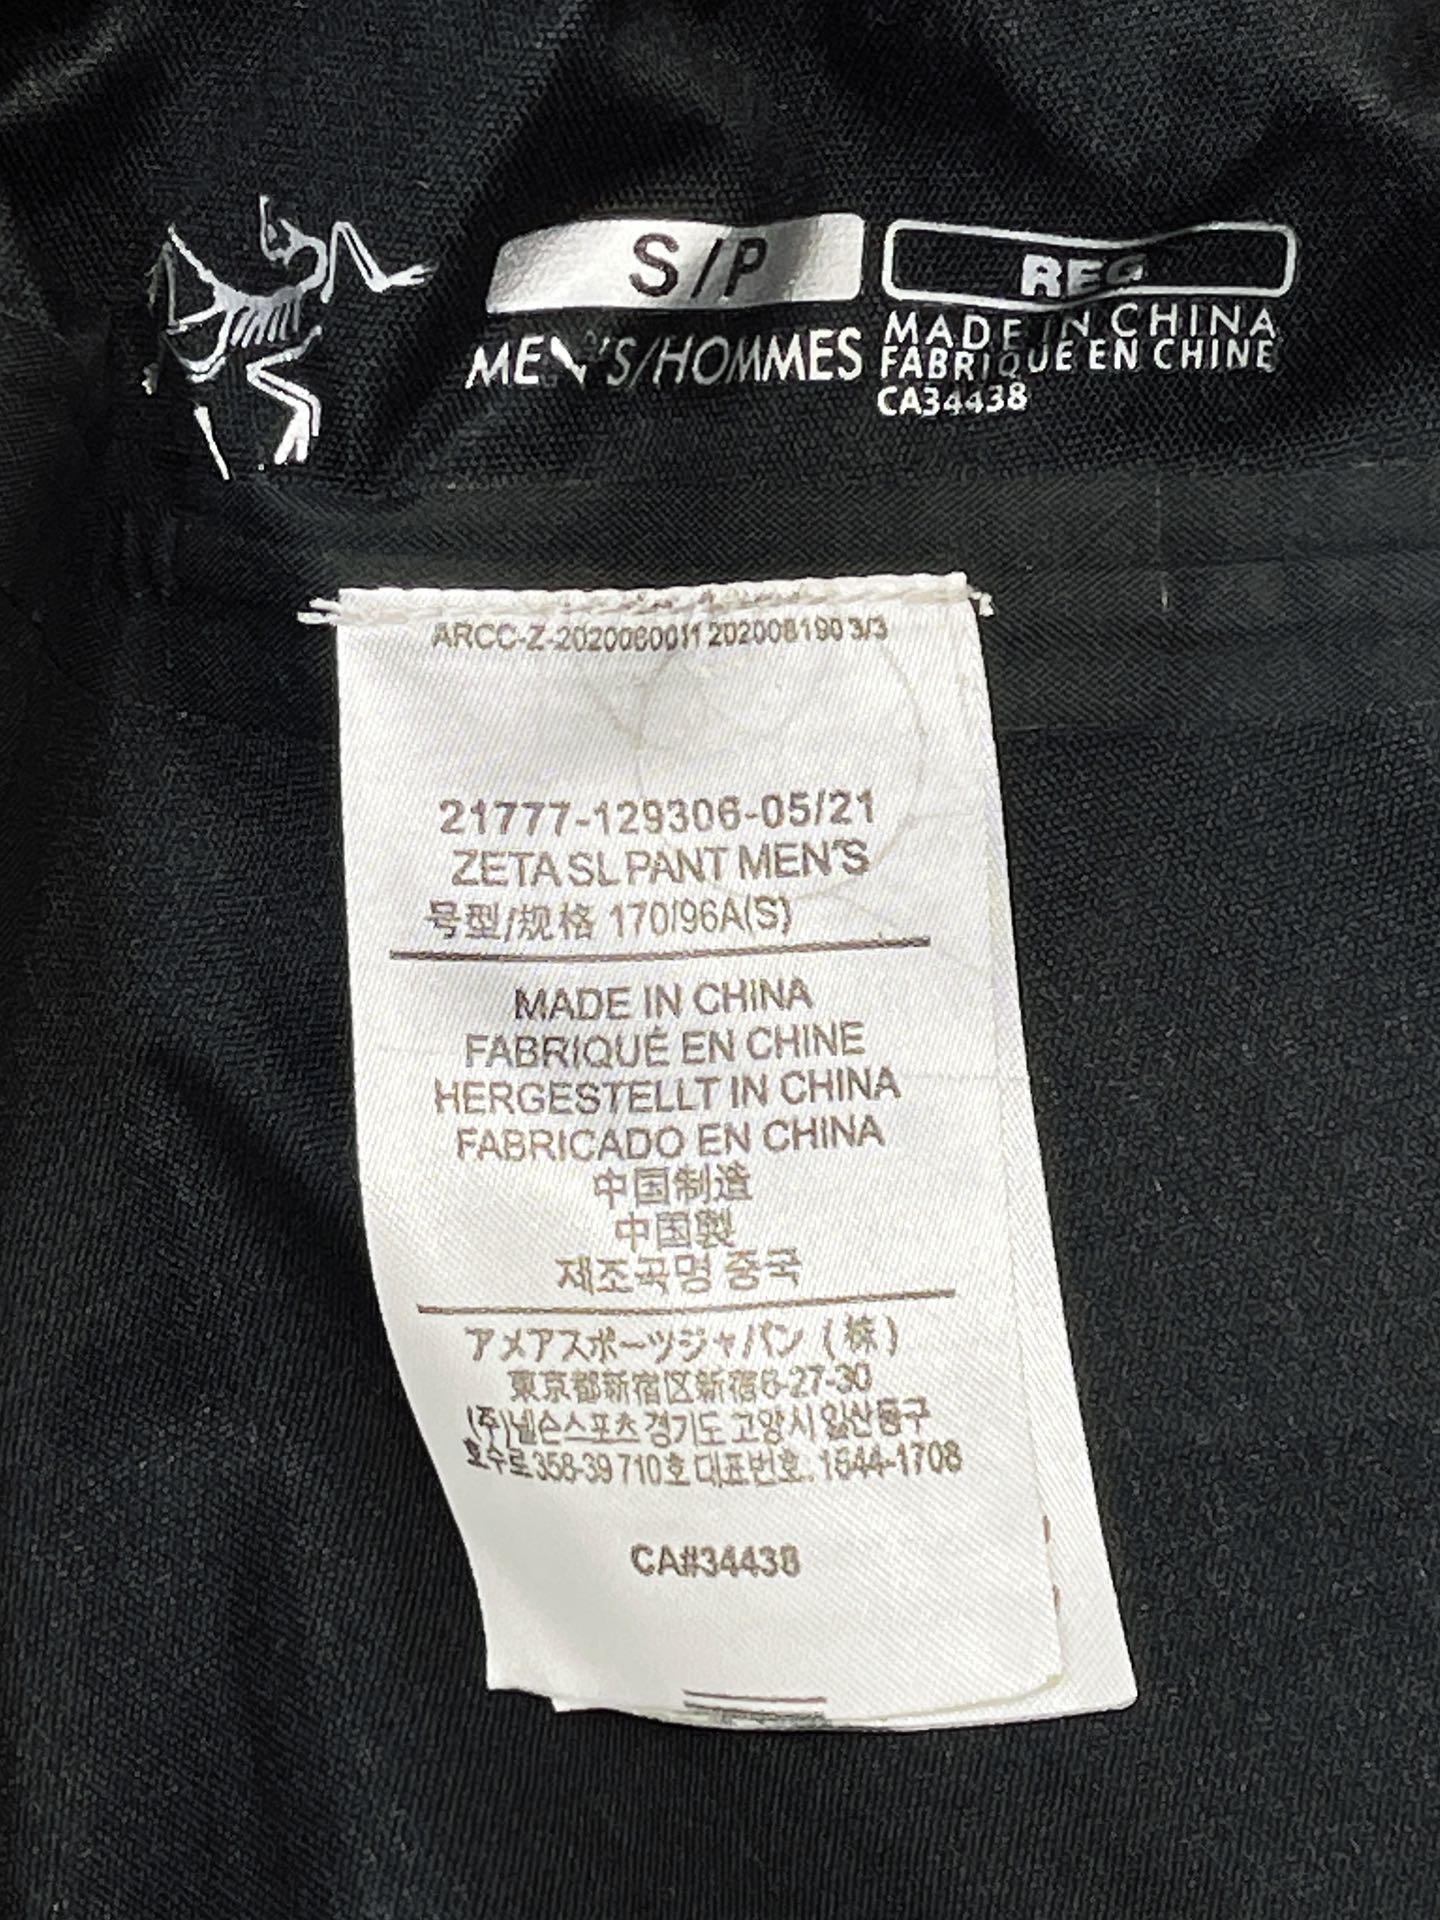 S/P
REG
MEN'S/HOMMES
MADE IN CHINA
FABRIQUE EN CHINE
CA34438
ARCC-Z-2020060011 202008190 3/3
21777-129306-05/21
ZETA SL PANT MEN'S
号型/规格 170/96A(S)
MADE IN CHINA
FABRIQUÉ EN CHINE
HERGESTELLT IN CHINA
FABRICADO EN CHINA
中国制造
中国製
제조국명 중국
アメアスポーツジャパン (株)
東京都新宿区新宿6-27-30
(주)넬슨스포츠 경기도 고양시 일산동구
호수로 358-39 710호 대표번호. 1644-1708
CA#34438